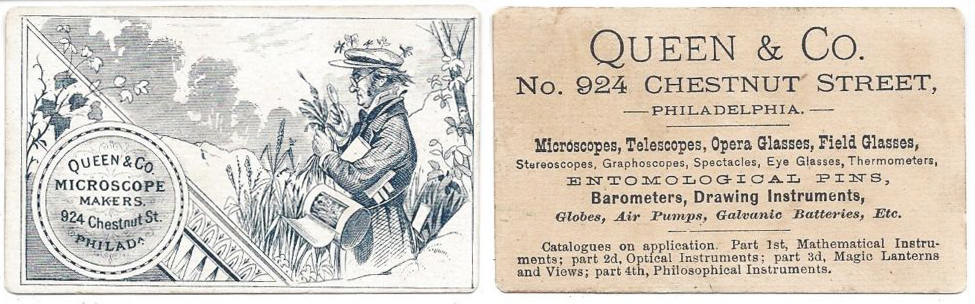 QUEEN & CO.
MICROSCOPE
MAKERS.
924 Chestnut St.
PHILADA
QUEEN & CO.
No. 924 CHESTNUT STREET,
—PHILADELPHIA.—
Microscopes, Telescopes, Opera Glasses, Field Glasses,
Stereoscopes, Graphoscopes, Spectacles, Eye Glasses, Thermometers,
ENTOMOLOGICAL PINS,
Barometers, Drawing Instruments,
Globes, Air Pumps, Galvanic Batteries, Etc.
Catalogues on application. Part 1st, Mathematical Instru-
ments; part 2d, Optical Instruments; part 3d, Magic Lanterns
and Views; part 4th, Philosophical Instruments.